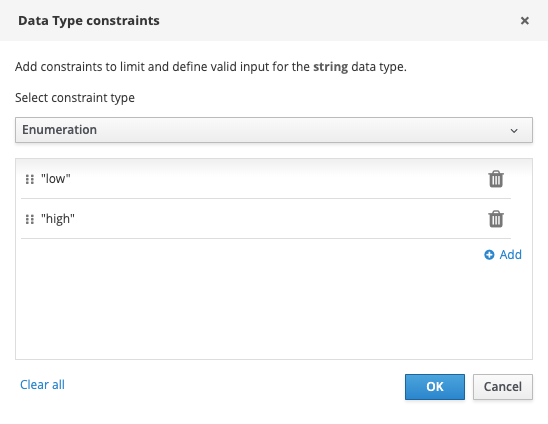 Data Type constraints
Add constraints to limit and define valid input for the string data type.
Select constraint type
Enumeration
"low"
"high"
Add
Clear all
OK
Cancel